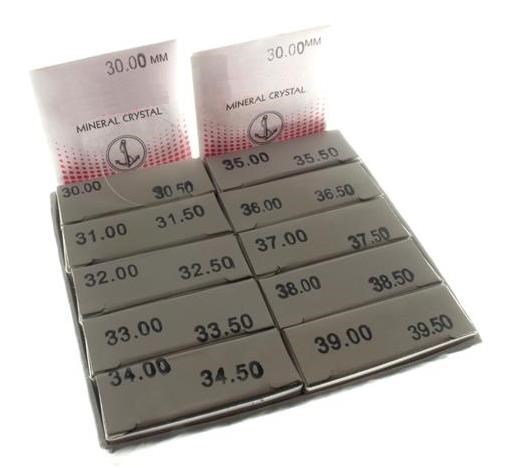 30.00 MM
MINERAL CRYSTAL
30.00 MM
MINERAL CRYSTAL
30.00 30.50
31.00 31.50
32.00 32.50
33.00 33.50
34.00 34.50
35.00 35.50
36.00 36.50
37.00 37.50
38.00 38.50
39.00 39.50